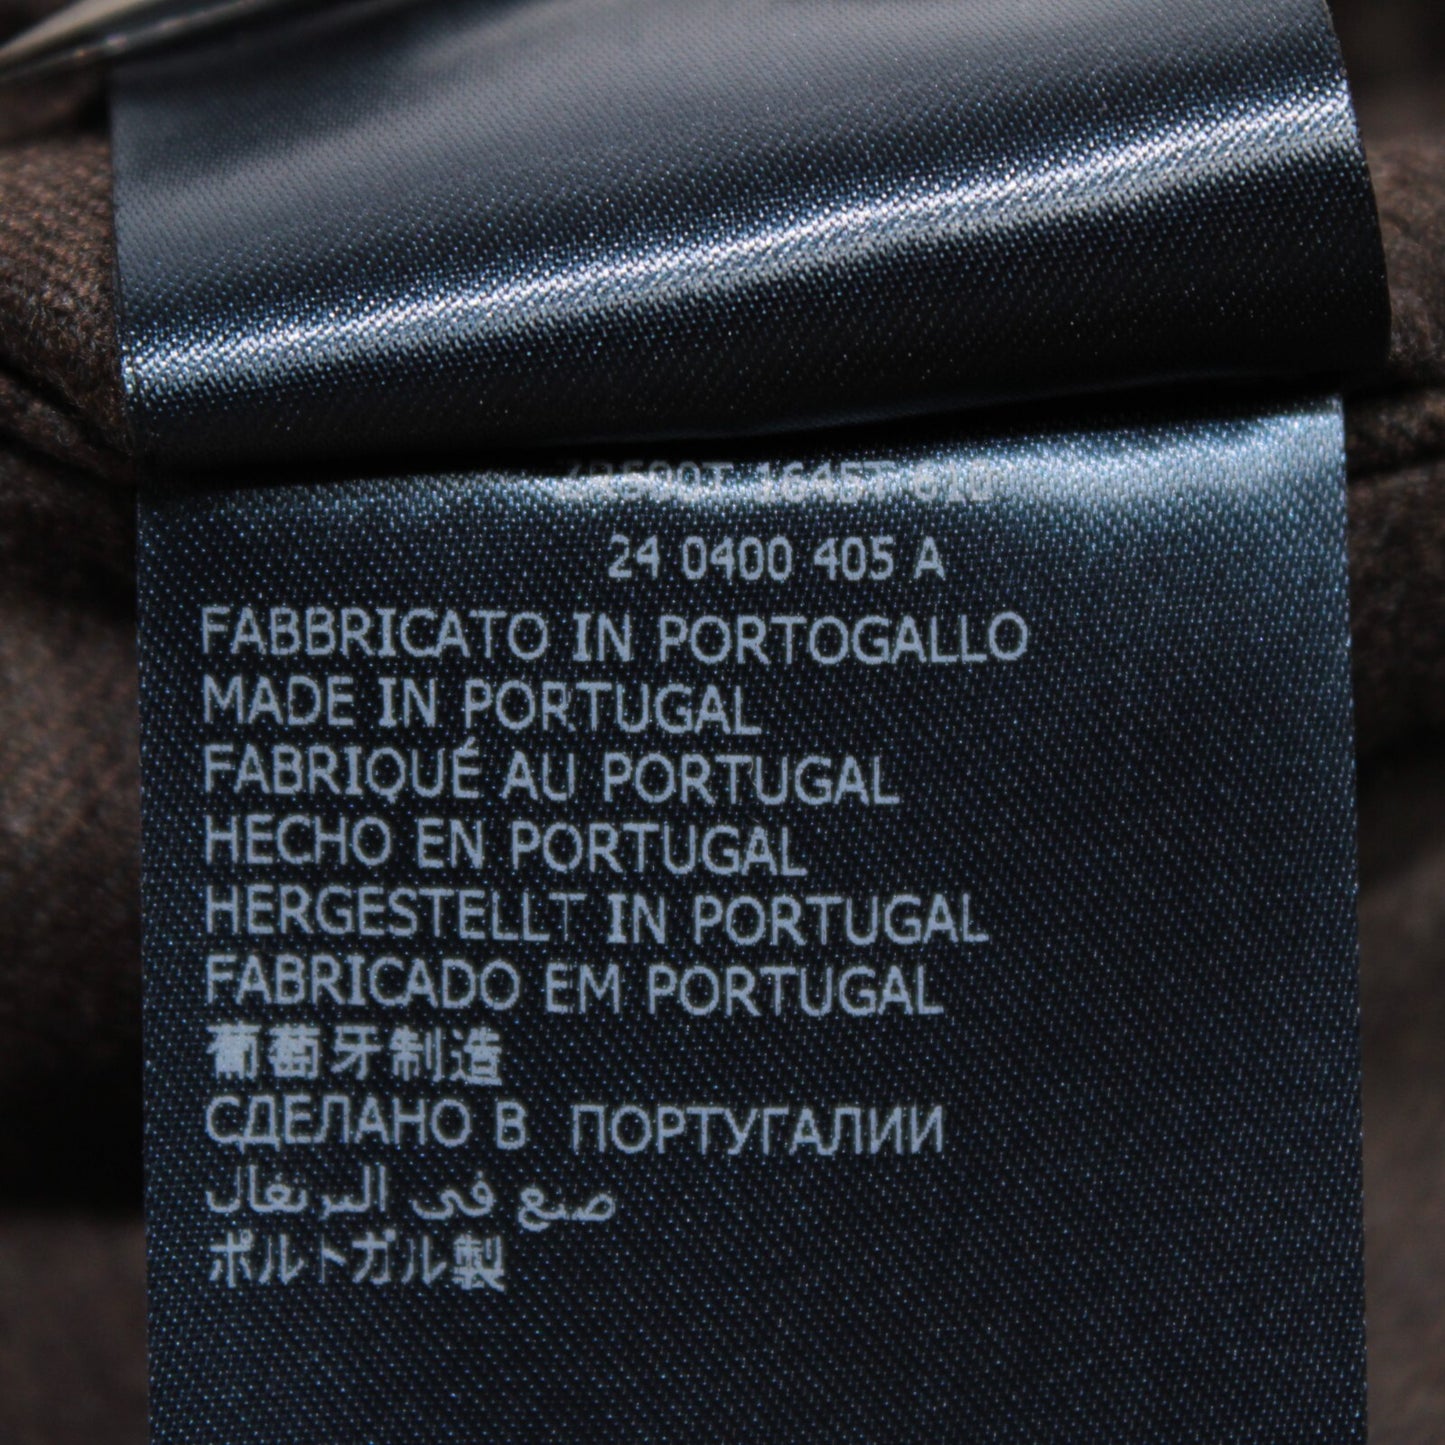 24 0400 405 A
FABBRICATO IN PORTOGALLO
MADE IN PORTUGAL
FABRIQUÉ AU PORTUGAL
HECHO EN PORTUGAL
HERGESTELLT IN PORTUGAL
FABRICADO EM PORTUGAL
葡萄牙制造
СДЕЛАНО В ПОРТУГАЛИИ
صنع في البرتغال
ポルトガル製